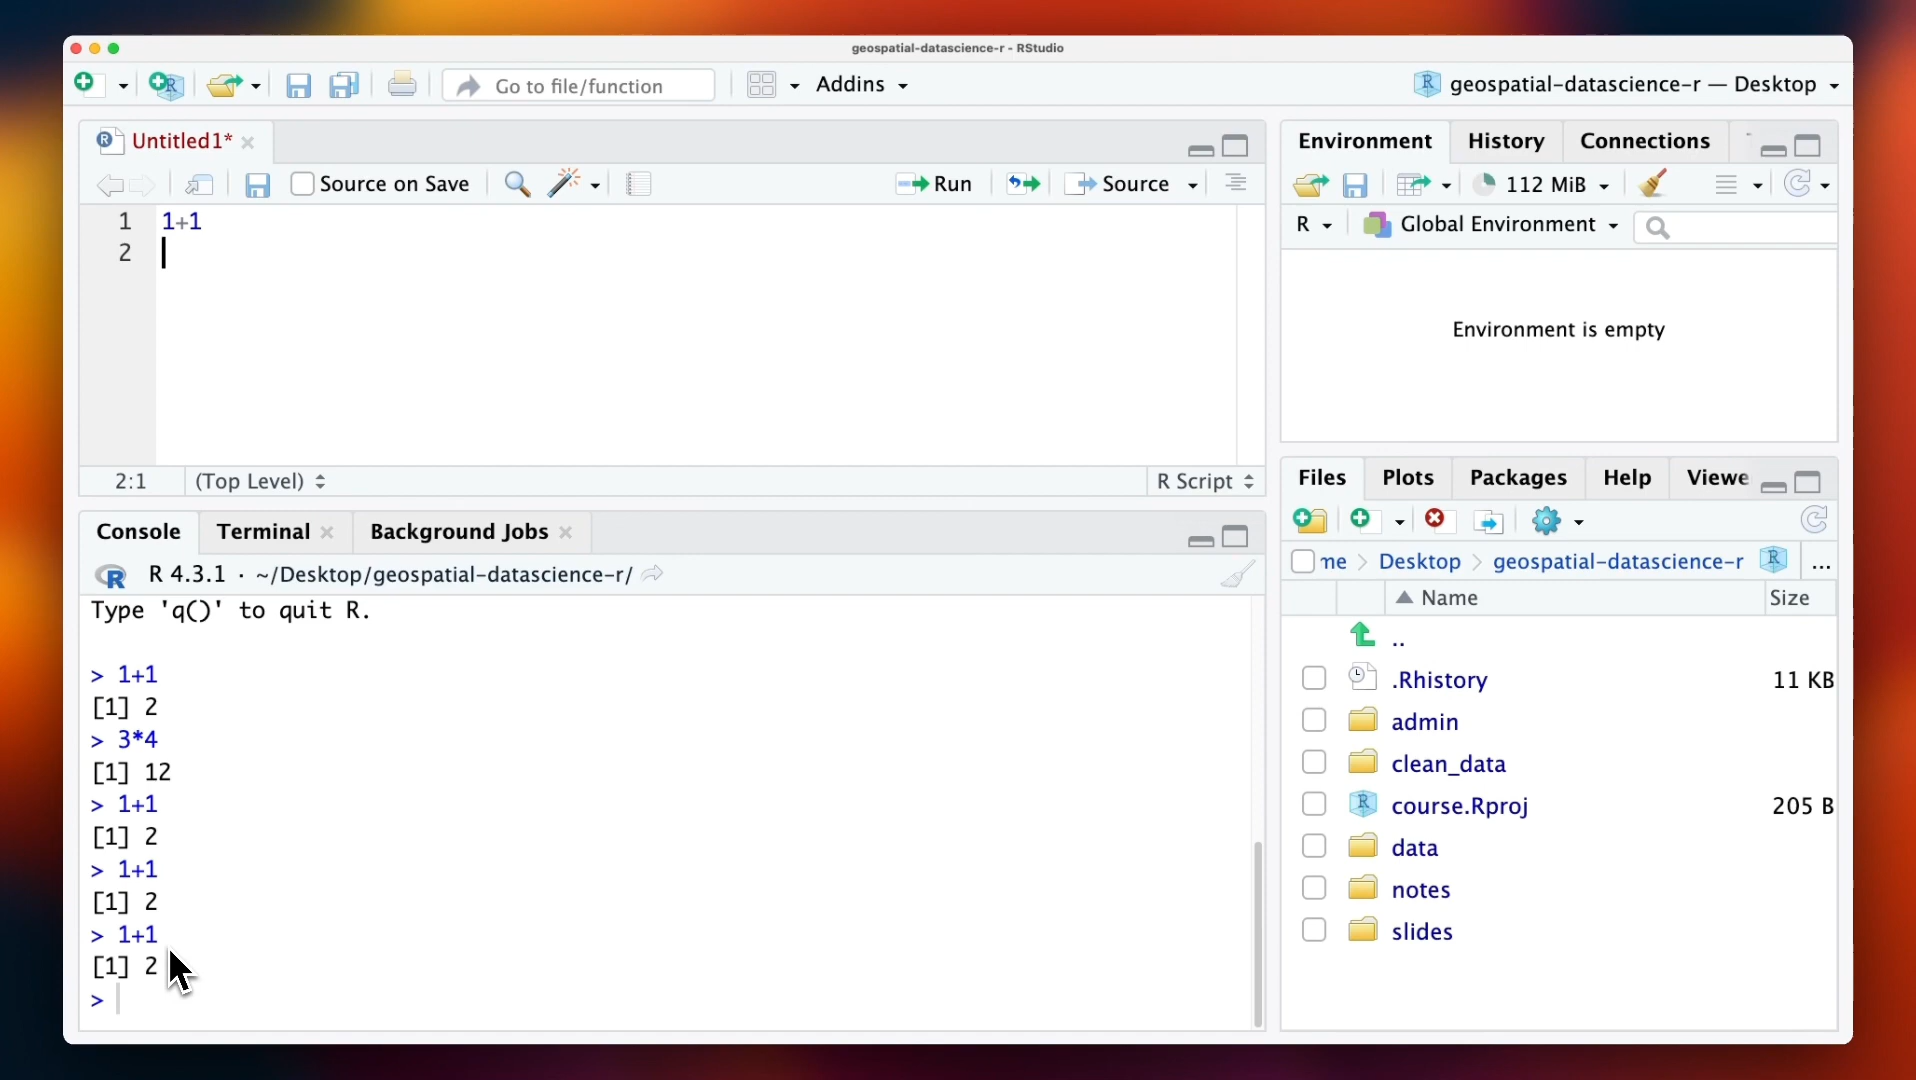 geospatial-datascience-r - RStudio
Go to file/function
Addins
geospatial-datascience-r — Desktop
Untitled1*
Source on Save
Run
Source
1 1+1
2
2:1
(Top Level)
R Script
Console
Terminal
Background Jobs
R 4.3.1 · ~/Desktop/geospatial-datascience-r/
Type 'q()' to quit R.
> 1+1
[1] 2
> 3*4
[1] 12
> 1+1
[1] 2
> 1+1
[1] 2
> 1+1
[1] 2
>
Environment
History
Connections
112 MiB
R
Global Environment
Environment is empty
Files
Plots
Packages
Help
Viewe
me > Desktop > geospatial-datascience-r
...
Name
Size
..
.Rhistory 11 KB
admin
clean_data
course.Rproj 205 B
data
notes
slides